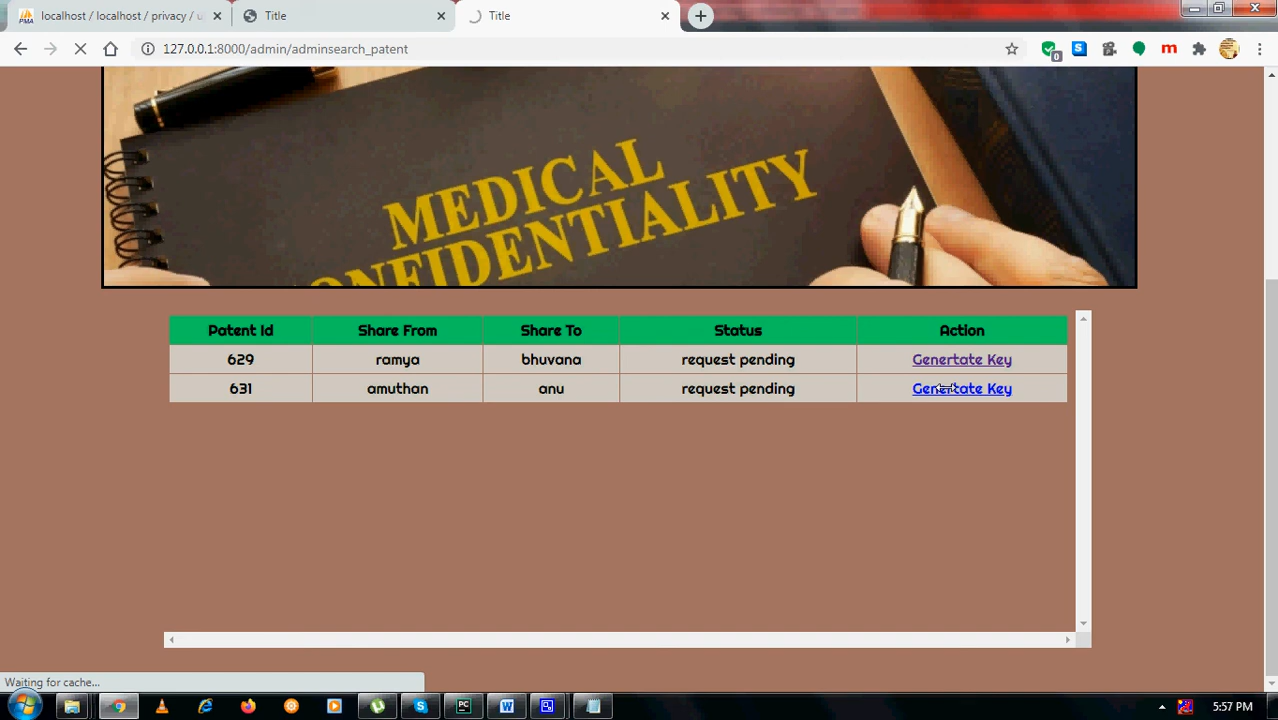 localhost / localhost / privacy / u
Title
Title
127.0.0.1:8000/admin/adminsearch_patent
0
m
MEDICAL
ONFIDENTIALITY
Patent Id Share From Share To Status Action
629 ramya bhuvana request pending Genertate Key
631 amuthan anu request pending Genertate Key
Waiting for cache...
5:57 PM